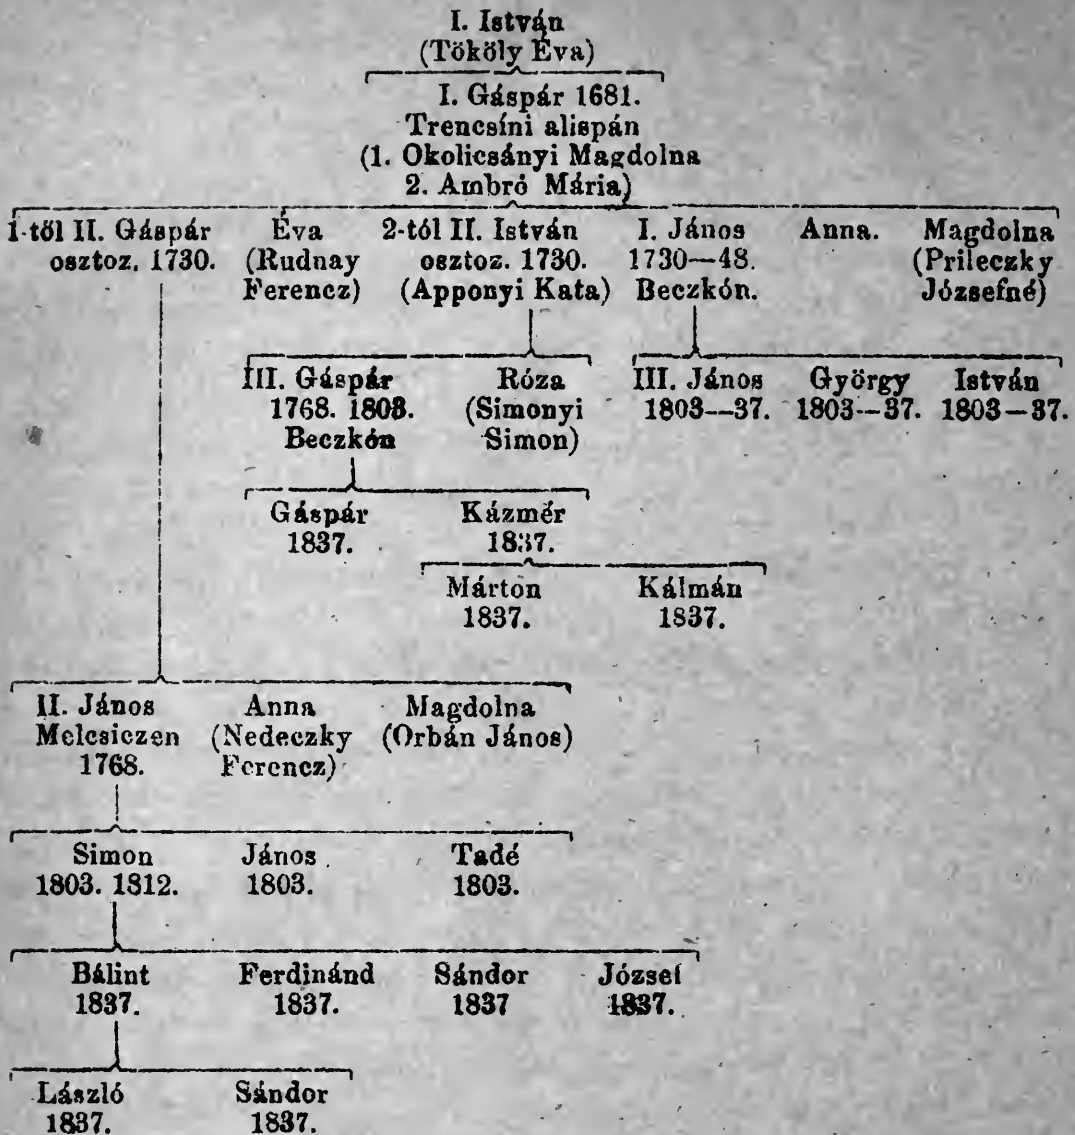 I. István
(Tököly Éva)
I. Gáspár 1681.
Trencsíni alispán
(1. Okolicsányi Magdolna
2. Ambró Mária)
1-től II. Gáspár Éva 2-tól II. István I. János Anna. Magdolna
osztoz. 1730. (Rudnay osztoz. 1730. 1730—48. (Prileczky
Ferencz) (Apponyi Kata) Beczkón. Józsefné)
III. Gáspár Róza III. János György István
1768. 1803. (Simonyi 1803—37. 1803—37. 1803—37.
Beczkón Simon)
Gáspár Kázmér
1837. 1837.
Márton Kálmán
1837. 1837.
II. János Anna Magdolna
Melcsiczen (Nedeczky (Orbán János)
1768. Ferencz)
Simon János Tadé
1803. 1812. 1803. 1803.
Bálint Ferdinánd Sándor József
1837. 1837. 1837 1837.
László Sándor
1837. 1837.